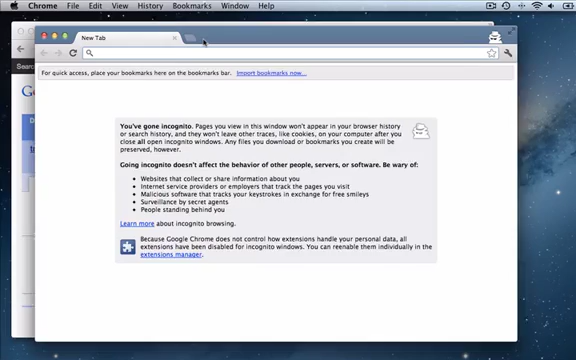 Chrome File Edit View History Bookmarks Window Help
New Tab
For quick access, place your bookmarks here on the bookmarks bar. Import bookmarks now...
You've gone incognito. Pages you view in this window won't appear in your browser history
or search history, and they won't leave other traces, like cookies, on your computer after you
close all open incognito windows. Any files you download or bookmarks you create will be
preserved, however.
Going incognito doesn't affect the behavior of other people, servers, or software. Be wary of:
• Websites that collect or share information about you
• Internet service providers or employers that track the pages you visit
• Malicious software that tracks your keystrokes in exchange for free smileys
• Surveillance by secret agents
• People standing behind you
Learn more about incognito browsing.
Because Google Chrome does not control how extensions handle your personal data, all
extensions have been disabled for incognito windows. You can reenable them individually in the
extensions manager.